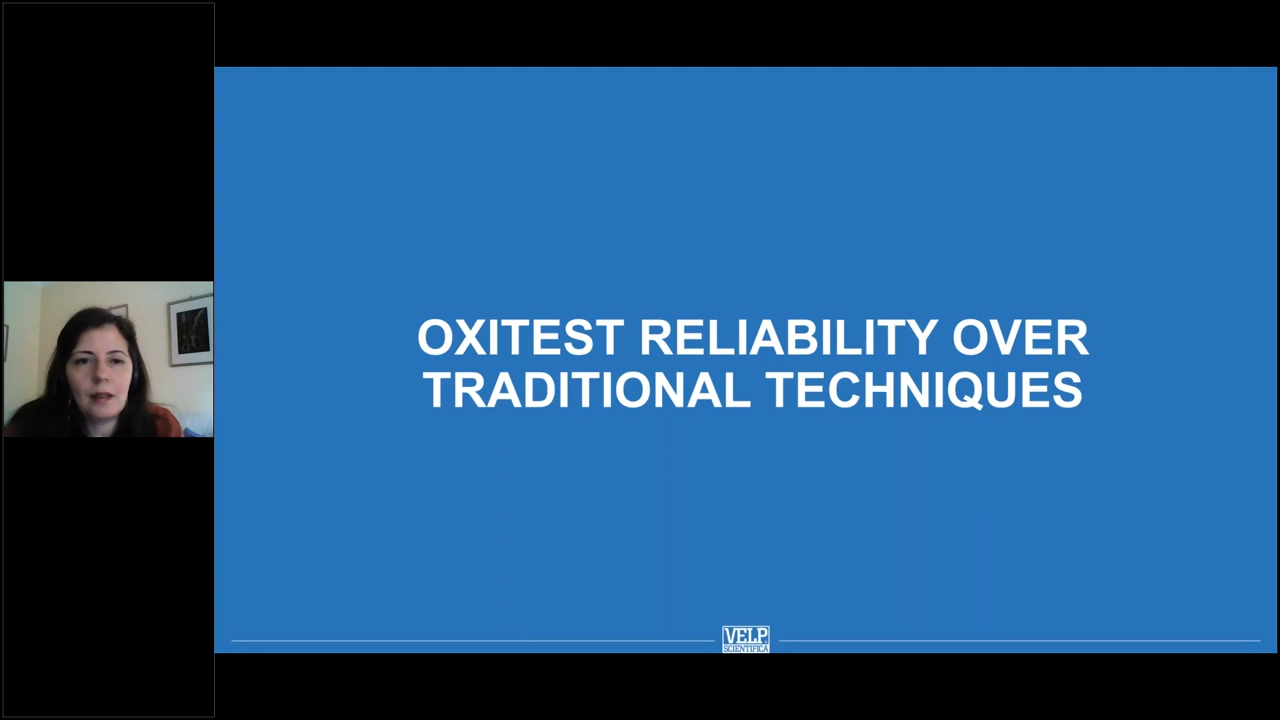 OXITEST RELIABILITY OVER
TRADITIONAL TECHNIQUES
VELP
SCIENTIFICA